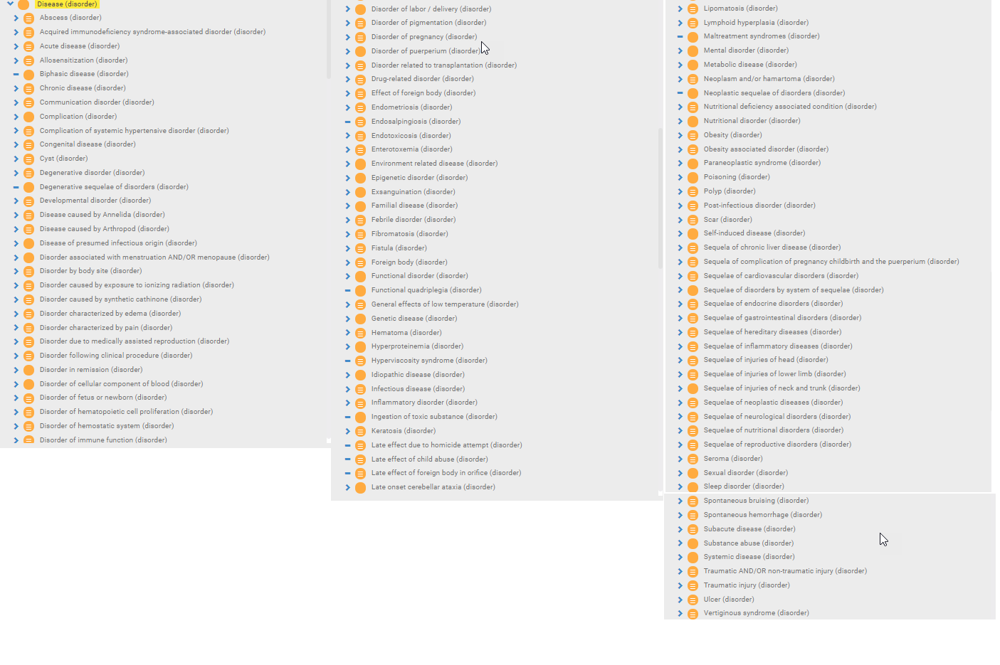 Disease (disorder)
Abscess (disorder)
Acquired immunodeficiency syndrome-associated disorder (disorder)
Acute disease (disorder)
Allosensitization (disorder)
Biphasic disease (disorder)
Chronic disease (disorder)
Communication disorder (disorder)
Complication (disorder)
Complication of systemic hypertensive disorder (disorder)
Congenital disease (disorder)
Cyst (disorder)
Degenerative disorder (disorder)
Degenerative sequelae of disorders (disorder)
Developmental disorder (disorder)
Disease caused by Annelida (disorder)
Disease caused by Arthropod (disorder)
Disease of presumed infectious origin (disorder)
Disorder associated with menstruation AND/OR menopause (disorder)
Disorder by body site (disorder)
Disorder caused by exposure to ionizing radiation (disorder)
Disorder caused by synthetic cathinone (disorder)
Disorder characterized by edema (disorder)
Disorder characterized by pain (disorder)
Disorder due to medically assisted reproduction (disorder)
Disorder following clinical procedure (disorder)
Disorder in remission (disorder)
Disorder of cellular component of blood (disorder)
Disorder of fetus or newborn (disorder)
Disorder of hematopoietic cell proliferation (disorder)
Disorder of hemostatic system (disorder)
Disorder of immune function (disorder)
Disorder of labor / delivery (disorder)
Disorder of pigmentation (disorder)
Disorder of pregnancy (disorder)
Disorder of puerperium (disorder)
Disorder related to transplantation (disorder)
Drug-related disorder (disorder)
Effect of foreign body (disorder)
Endometriosis (disorder)
Endosalpingiosis (disorder)
Endotoxicosis (disorder)
Enterotoxemia (disorder)
Environment related disease (disorder)
Epigenetic disorder (disorder)
Exsanguination (disorder)
Familial disease (disorder)
Febrile disorder (disorder)
Fibromatosis (disorder)
Fistula (disorder)
Foreign body (disorder)
Functional disorder (disorder)
Functional quadriplegia (disorder)
General effects of low temperature (disorder)
Genetic disease (disorder)
Hematoma (disorder)
Hyperproteinemia (disorder)
Hyperviscosity syndrome (disorder)
Idiopathic disease (disorder)
Infectious disease (disorder)
Inflammatory disorder (disorder)
Ingestion of toxic substance (disorder)
Keratosis (disorder)
Late effect due to homicide attempt (disorder)
Late effect of child abuse (disorder)
Late effect of foreign body in orifice (disorder)
Late onset cerebellar ataxia (disorder)
Lipomatosis (disorder)
Lymphoid hyperplasia (disorder)
Maltreatment syndromes (disorder)
Mental disorder (disorder)
Metabolic disease (disorder)
Neoplasm and/or hamartoma (disorder)
Neoplastic sequelae of disorders (disorder)
Nutritional deficiency associated condition (disorder)
Nutritional disorder (disorder)
Obesity (disorder)
Obesity associated disorder (disorder)
Paraneoplastic syndrome (disorder)
Poisoning (disorder)
Polyp (disorder)
Post-infectious disorder (disorder)
Scar (disorder)
Self-induced disease (disorder)
Sequela of chronic liver disease (disorder)
Sequela of complication of pregnancy childbirth and the puerperium (disorder)
Sequelae of cardiovascular disorders (disorder)
Sequelae of disorders by system of sequelae (disorder)
Sequelae of endocrine disorders (disorder)
Sequelae of gastrointestinal disorders (disorder)
Sequelae of hereditary diseases (disorder)
Sequelae of inflammatory diseases (disorder)
Sequelae of injuries of head (disorder)
Sequelae of injuries of lower limb (disorder)
Sequelae of injuries of neck and trunk (disorder)
Sequelae of neoplastic diseases (disorder)
Sequelae of neurological disorders (disorder)
Sequelae of nutritional disorders (disorder)
Sequelae of reproductive disorders (disorder)
Seroma (disorder)
Sexual disorder (disorder)
Sleep disorder (disorder)
Spontaneous bruising (disorder)
Spontaneous hemorrhage (disorder)
Subacute disease (disorder)
Substance abuse (disorder)
Systemic disease (disorder)
Traumatic AND/OR non-traumatic injury (disorder)
Traumatic injury (disorder)
Ulcer (disorder)
Vertiginous syndrome (disorder)